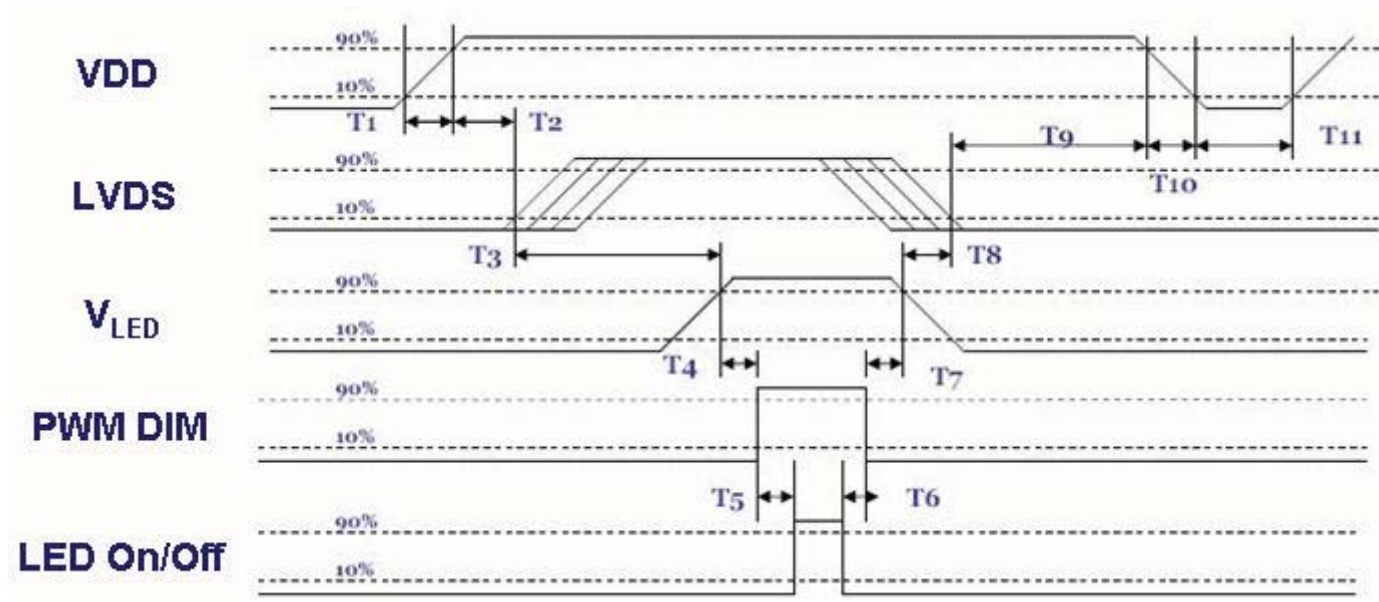 90%
VDD
10%
T1
T2
T9
T11
90%
LVDS
T10
10%
T3
T8
90%
VLED
10%
T4
T7
90%
PWM DIM
10%
T5
T6
90%
LED On/Off
10%